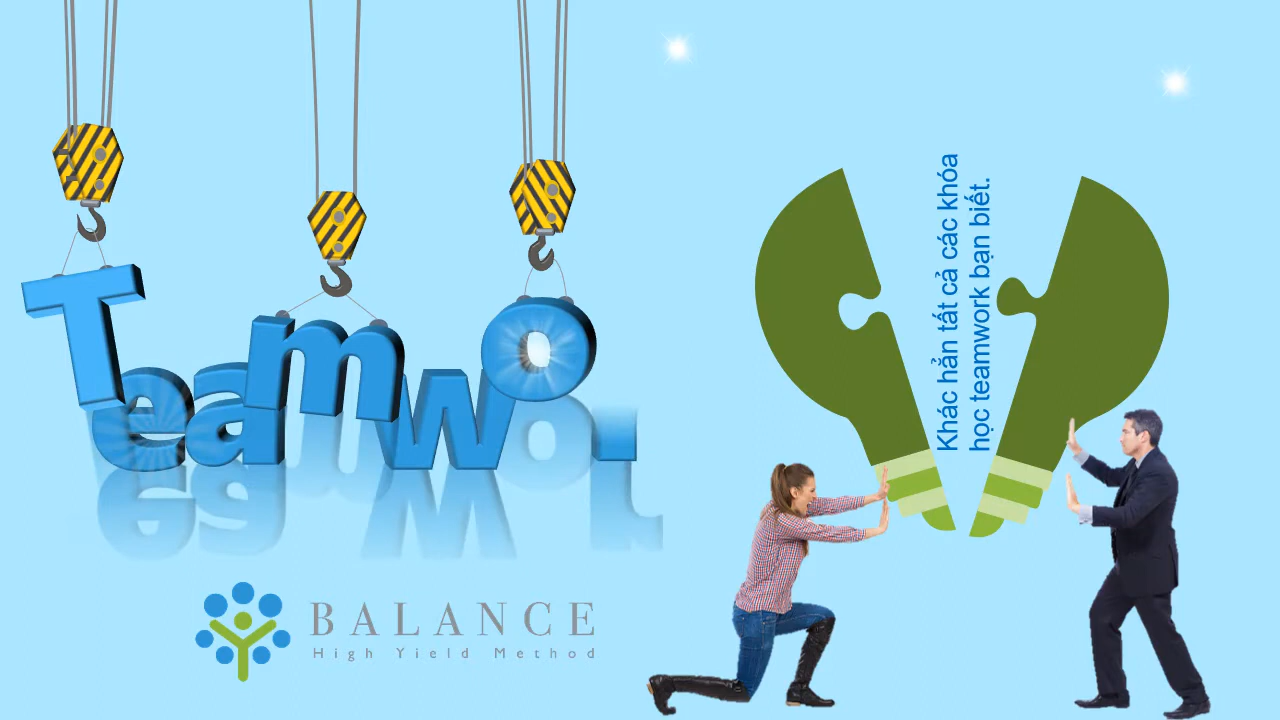 Teamwo
BALANCE
High Yield Method
Khác hẳn tất cả các khóa
học teamwork bạn biết.